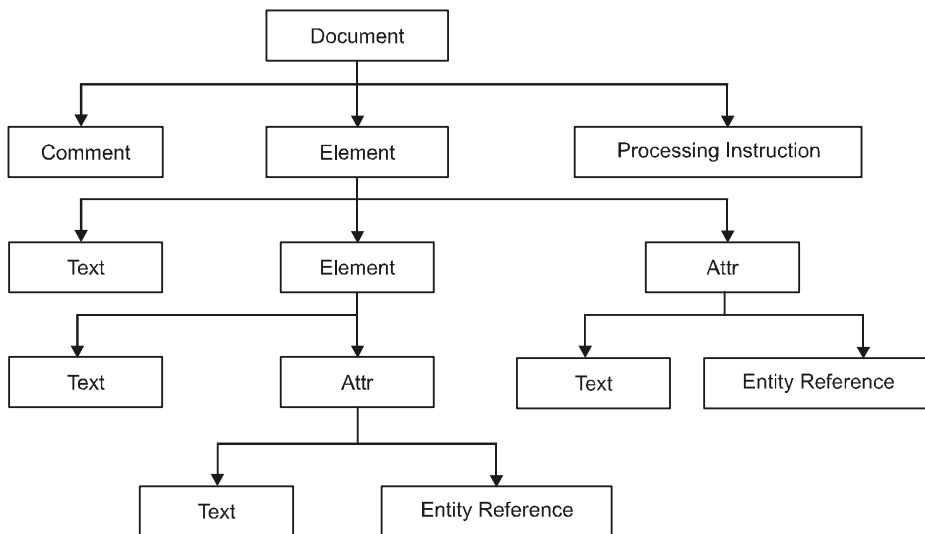 Document
Comment
Element
Processing Instruction
Text
Element
Attr
Text
Attr
Text
Entity Reference
Text
Entity Reference